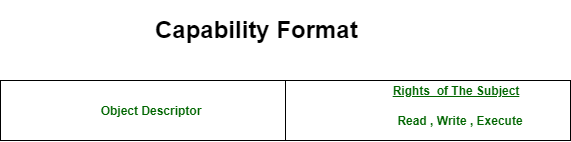 Capability Format
Object Descriptor
Rights of The Subject
Read , Write , Execute